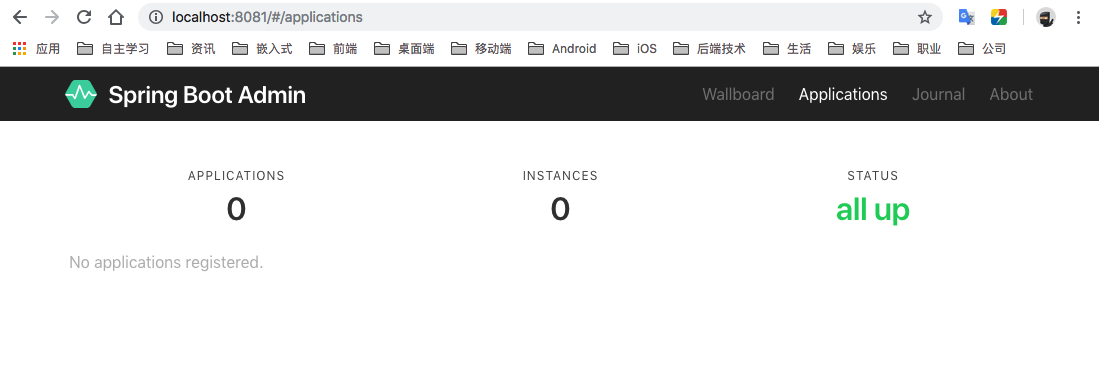 localhost:8081/#/applications
应用 自主学习 资讯 嵌入式 前端 桌面端 移动端 Android iOS 后端技术 生活 娱乐 职业 公司
Spring Boot Admin Wallboard Applications Journal About
APPLICATIONS INSTANCES STATUS
0 0 all up
No applications registered.